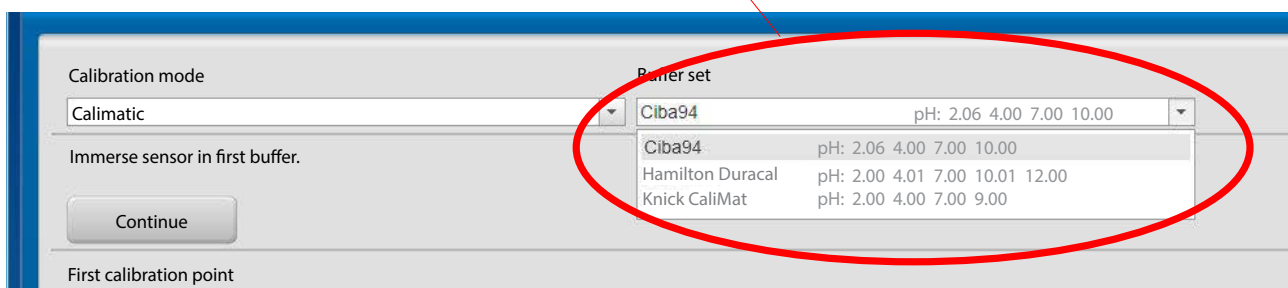 Calibration mode
Buffer set
Calimatic
Ciba94 pH: 2.06 4.00 7.00 10.00
Ciba94 pH: 2.06 4.00 7.00 10.00
Hamilton Duracal pH: 2.00 4.01 7.00 10.01 12.00
Knick CaliMat pH: 2.00 4.00 7.00 9.00
Immerse sensor in first buffer.
Continue
First calibration point